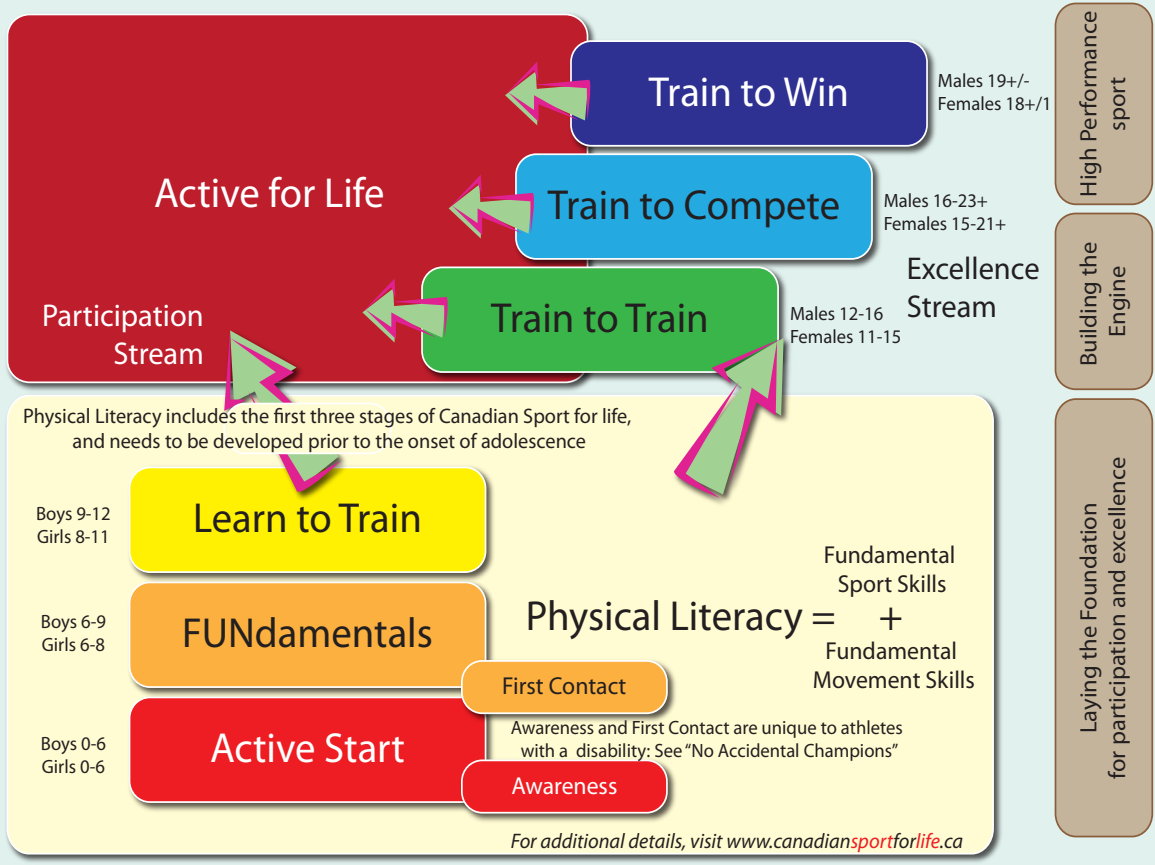 Train to Win
Males 19+/-
Females 18+/1
High Performance
sport
Active for Life
Train to Compete
Males 16-23+
Females 15-21+
Excellence
Stream
Building the
Engine
Participation
Stream
Train to Train
Males 12-16
Females 11-15
Physical Literacy includes the first three stages of Canadian Sport for life,
and needs to be developed prior to the onset of adolescence
Boys 9-12
Girls 8-11
Learn to Train
Boys 6-9
Girls 6-8
FUNdamentals
First Contact
Physical Literacy =
Fundamental
Sport Skills
+
Fundamental
Movement Skills
Boys 0-6
Girls 0-6
Active Start
Awareness
Awareness and First Contact are unique to athletes
with a disability: See “No Accidental Champions”
For additional details, visit www.canadiansportforlife.ca
Laying the Foundation
for participation and excellence